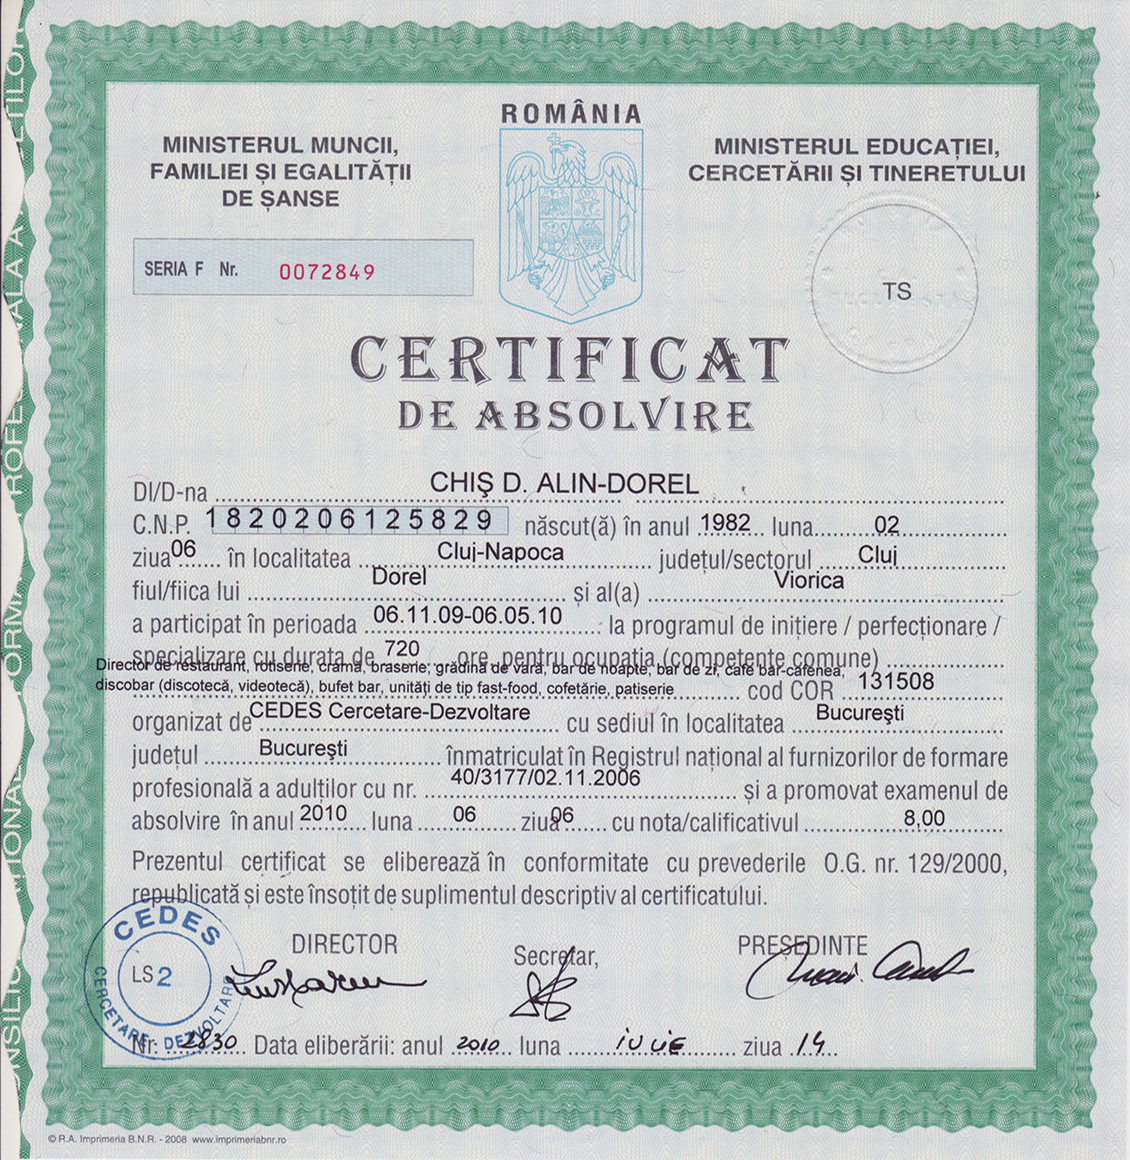 ROMÂNIA
MINISTERUL MUNCII,
FAMILIEI ȘI EGALITĂȚII
DE ȘANSE
MINISTERUL EDUCAȚIEI,
CERCETĂRII ȘI TINERETULUI
SERIA F Nr. 0072849
TS
CERTIFICAT
DE ABSOLVIRE
Dl/D-na CHIŞ D. ALIN-DOREL
C.N.P. 1820206125829 născut(ă) în anul 1982 luna 02
ziua 06 în localitatea Cluj-Napoca județul/sectorul Cluj
fiul/fiica lui Dorel și al(a) Viorica
a participat în perioada 06.11.09-06.05.10 la programul de inițiere / perfecționare /
specializare cu durata de 720 ore, pentru ocupația (competențe comune)
Director de restaurant, rotiserie, cramă, braserie, grădină de vară, bar de noapte, bar de zi, café bar-cafenea,
discobar (discotecă, videotecă), bufet bar, unităţi de tip fast-food, cofetărie, patiserie cod COR 131508
organizat de CEDES Cercetare-Dezvoltare cu sediul în localitatea Bucureşti
județul Bucureşti înmatriculat în Registrul național al furnizorilor de formare
profesională a adulților cu nr. 40/3177/02.11.2006 și a promovat examenul de
absolvire în anul 2010 luna 06 ziua 06 cu nota/calificativul 8,00
Prezentul certificat se eliberează în conformitate cu prevederile O.G. nr. 129/2000,
republicată și este însoțit de suplimentul descriptiv al certificatului.
DIRECTOR Secretar, PREȘEDINTE
CEDES
LS 2
CERCETARE DEZVOLTARE
Nr. 2830 Data eliberării: anul 2010 luna iulie ziua 14
© R.A. Imprimeria B.N.R. - 2008 www.imprimeriabnr.ro